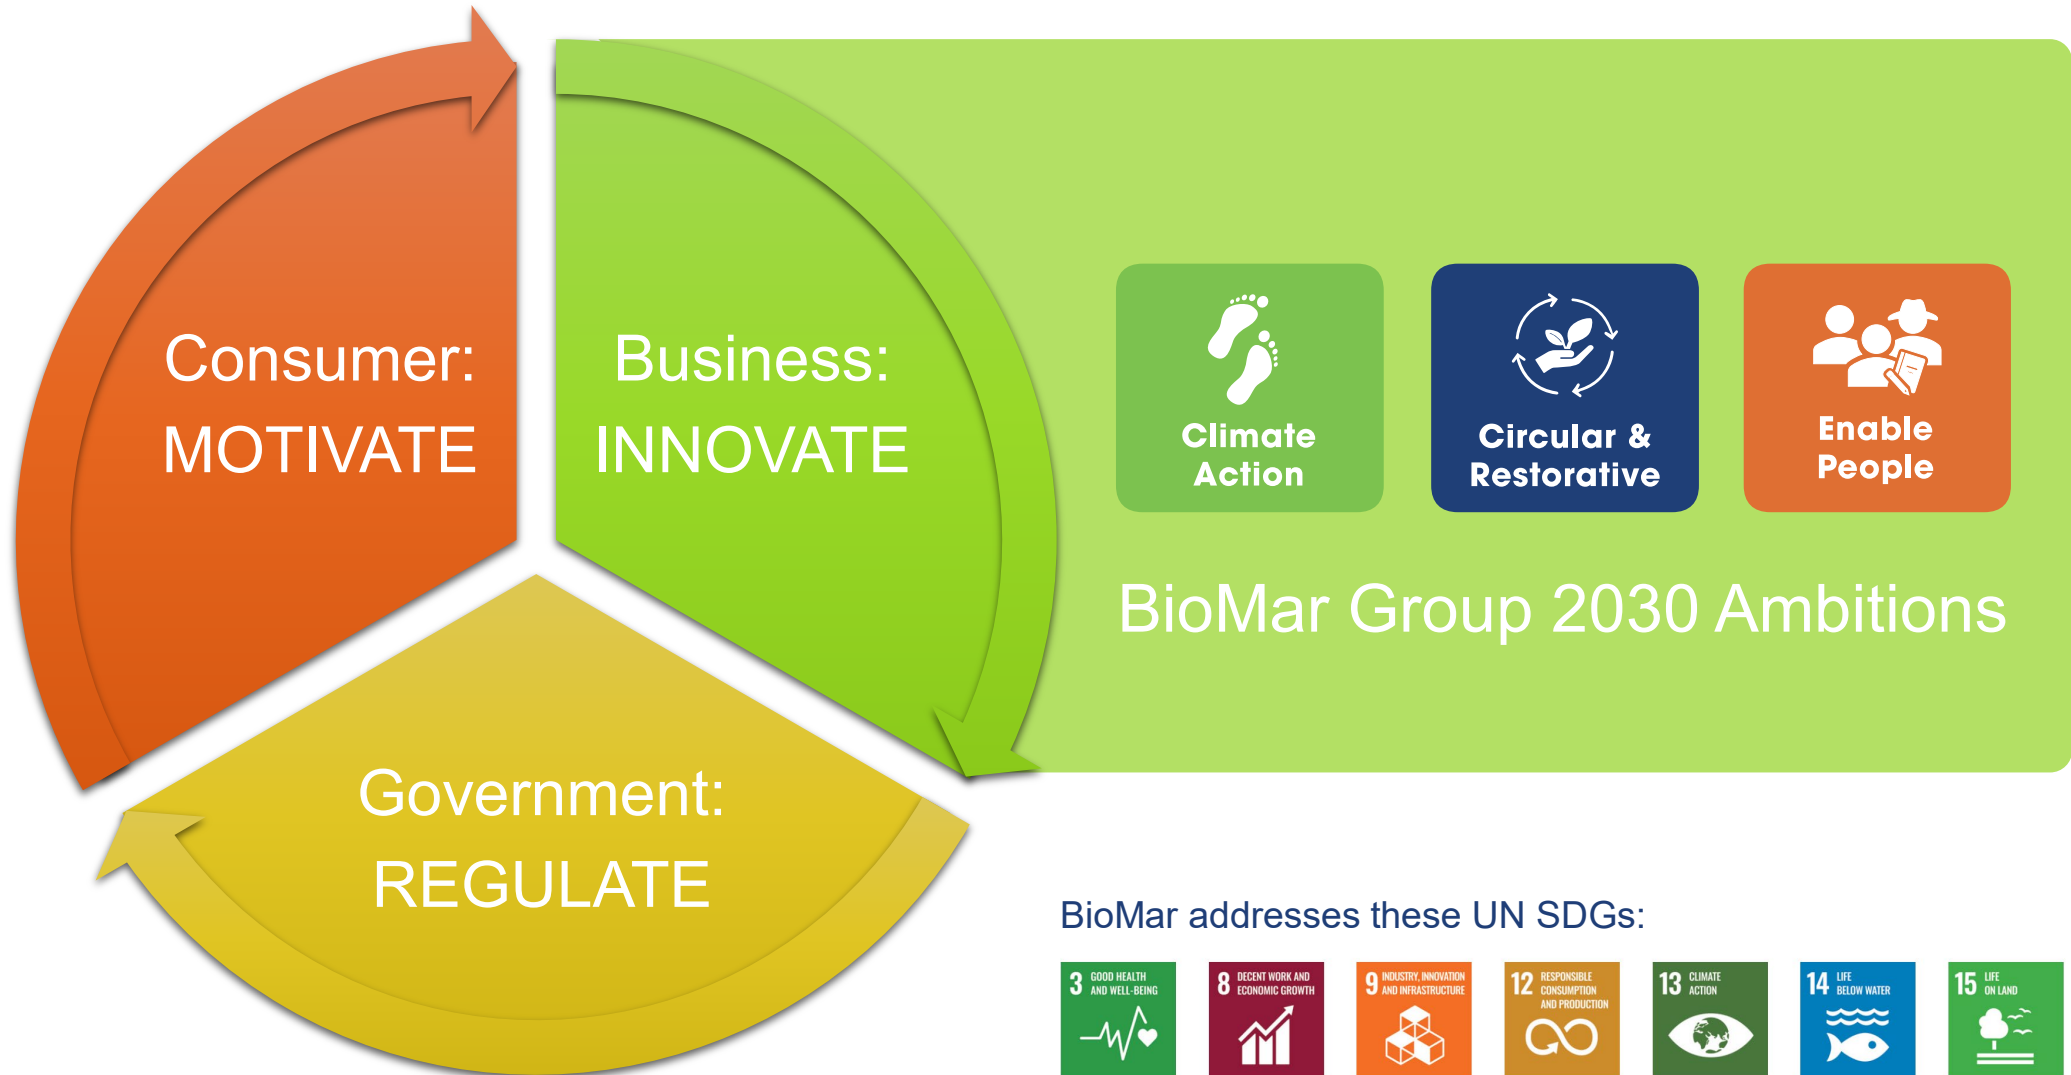 Consumer:
MOTIVATE
Business:
INNOVATE
Government:
REGULATE
Climate
Action
Circular &
Restorative
Enable
People
BioMar Group 2030 Ambitions
BioMar addresses these UN SDGs:
3 GOOD HEALTH
AND WELL-BEING
8 DECENT WORK AND
ECONOMIC GROWTH
9 INDUSTRY, INNOVATION
AND INFRASTRUCTURE
12 RESPONSIBLE
CONSUMPTION
AND PRODUCTION
13 CLIMATE
ACTION
14 LIFE
BELOW WATER
15 LIFE
ON LAND